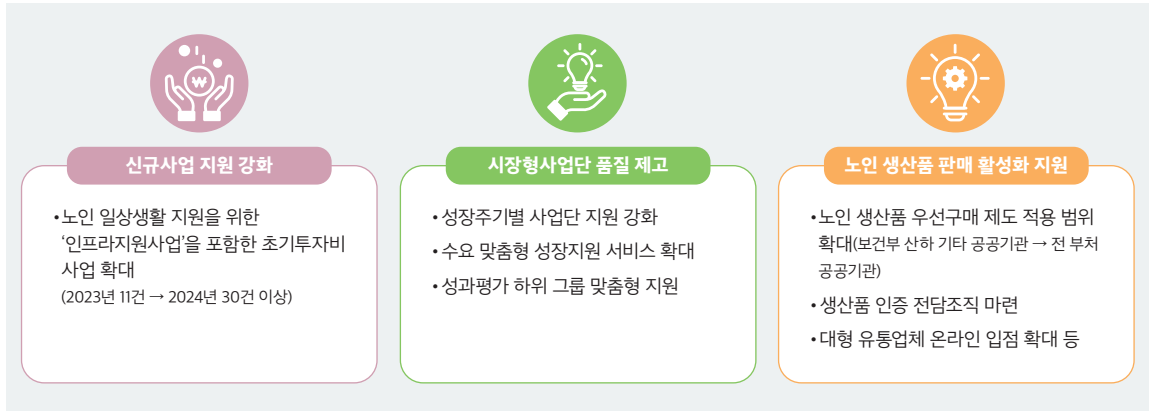 신규사업 지원 강화
• 노인 일상생활 지원을 위한
‘인프라지원사업’을 포함한 초기투자비
사업 확대
(2023년 11건 → 2024년 30건 이상)
시장형사업단 품질 제고
• 성장주기별 사업단 지원 강화
• 수요 맞춤형 성장지원 서비스 확대
• 성과평가 하위 그룹 맞춤형 지원
노인 생산품 판매 활성화 지원
• 노인 생산품 우선구매 제도 적용 범위
확대(보건부 산하 기타 공공기관 → 전 부처
공공기관)
• 생산품 인증 전담조직 마련
• 대형 유통업체 온라인 입점 확대 등